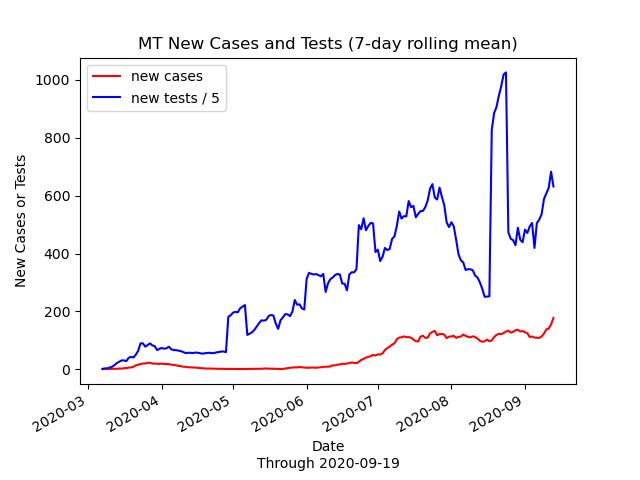 MT New Cases and Tests (7-day rolling mean)
new cases
new tests / 5
New Cases or Tests
1000
800
600
400
200
0
2020-03
2020-04
2020-05
2020-06
2020-07
2020-08
2020-09
Date
Through 2020-09-19